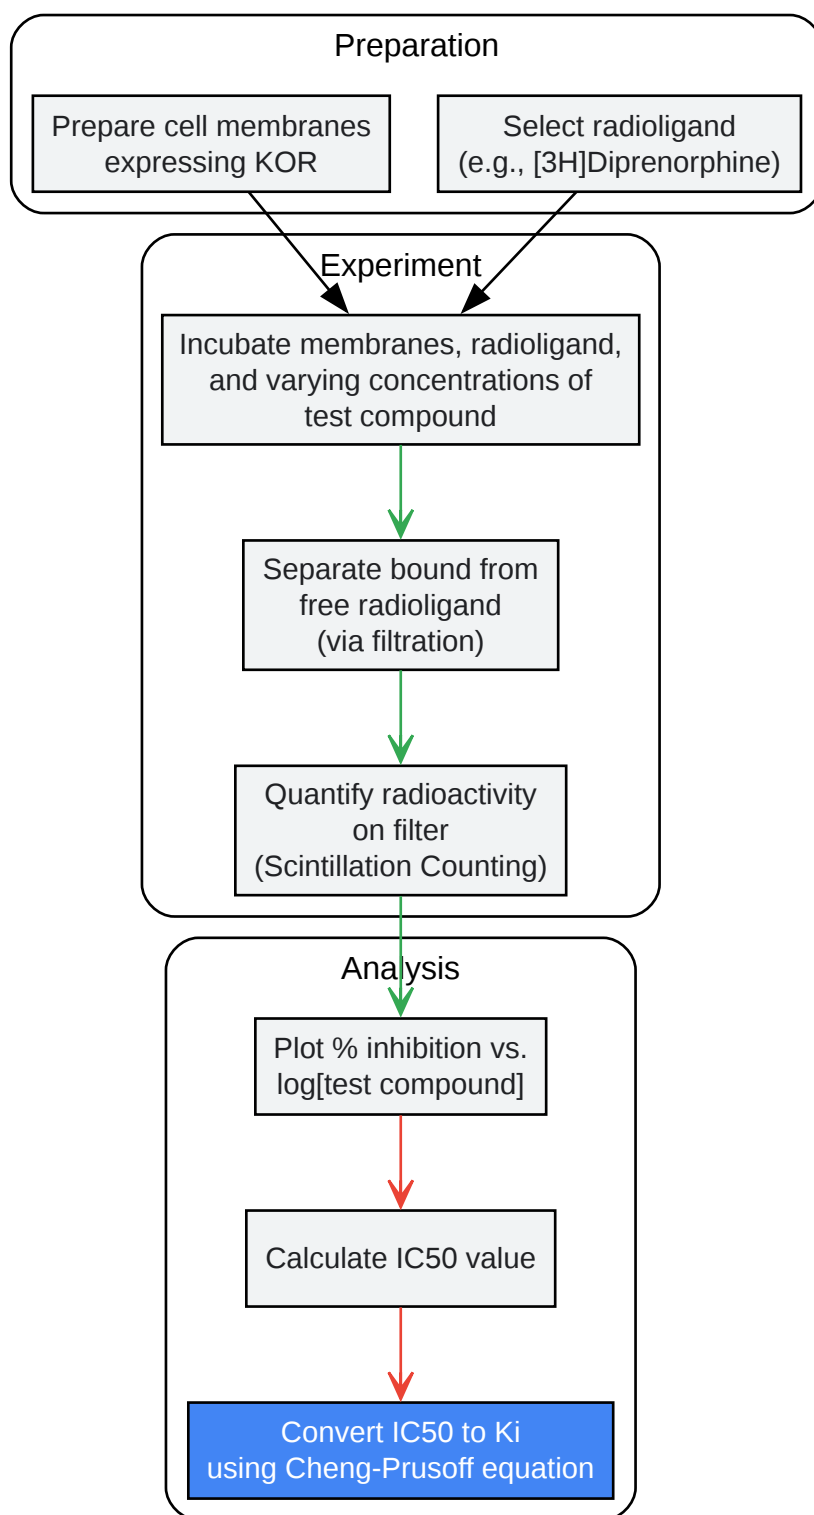 Preparation
Prepare cell membranes
expressing KOR
Select radioligand
(e.g., [3H]Diprenorphine)
Experiment
Incubate membranes, radioligand,
and varying concentrations of
test compound
Separate bound from
free radioligand
(via filtration)
Quantify radioactivity
on filter
(Scintillation Counting)
Analysis
Plot % inhibition vs.
log[test compound]
Calculate IC50 value
Convert IC50 to Ki
using Cheng-Prusoff equation